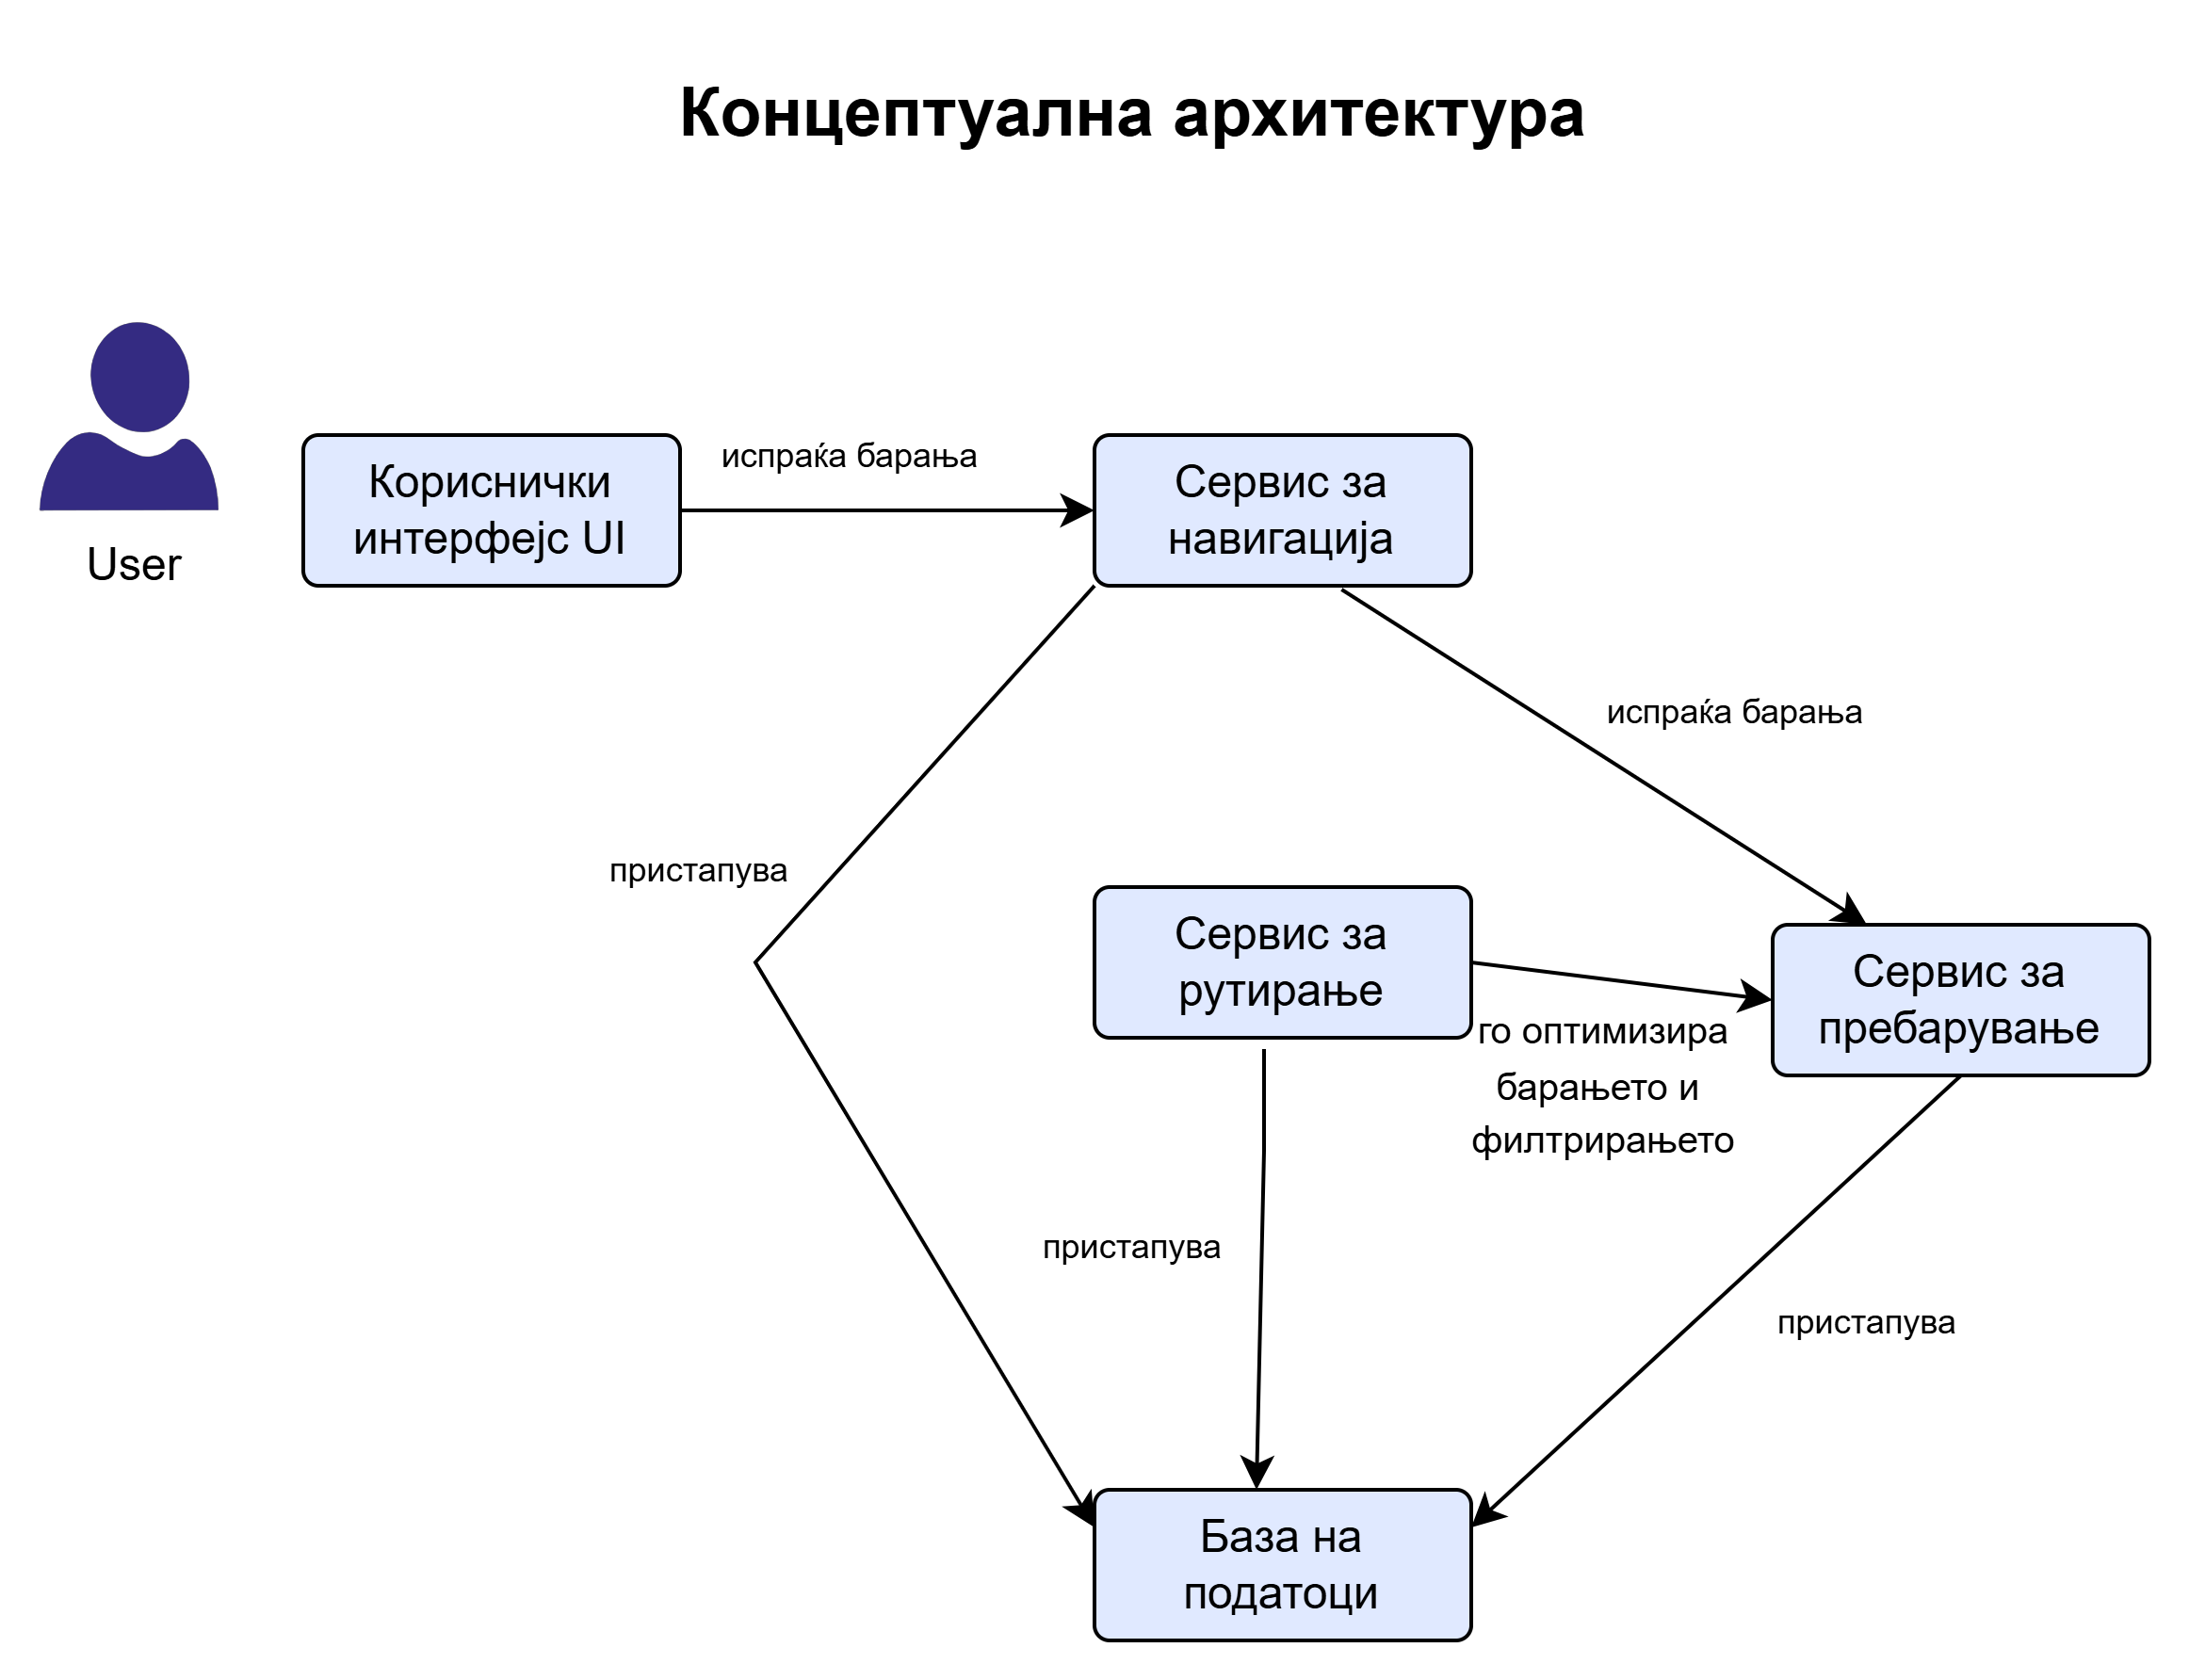 Концептуална архитектура
User
Кориснички
интерфејс UI
испраќа барања
Сервис за
навигација
испраќа барања
пристапува
Сервис за
рутирање
го оптимизира
барањето и
филтрирањето
Сервис за
пребарување
пристапува
пристапува
База на
податоци